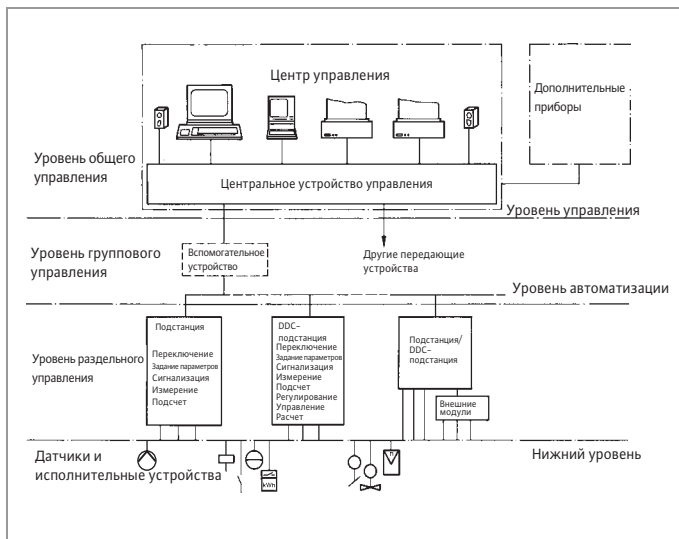 Центр управления
Дополнительные
приборы
Уровень общего
управления
Центральное устройство управления
Уровень управления
Уровень группового
управления
Вспомогательное
устройство
Другие передающие
устройства
Уровень автоматизации
Уровень раздельного
управления
Подстанция
Переключение
Задание параметров
Сигнализация
Измерение
Подсчет
DDC-
подстанция
Переключение
Задание параметров
Сигнализация
Измерение
Подсчет
Регулирование
Управление
Расчет
Подстанция/
DDC-
подстанция
Внешние
модули
Датчики и
исполнительные устройства
Нижний уровень
kWh
h